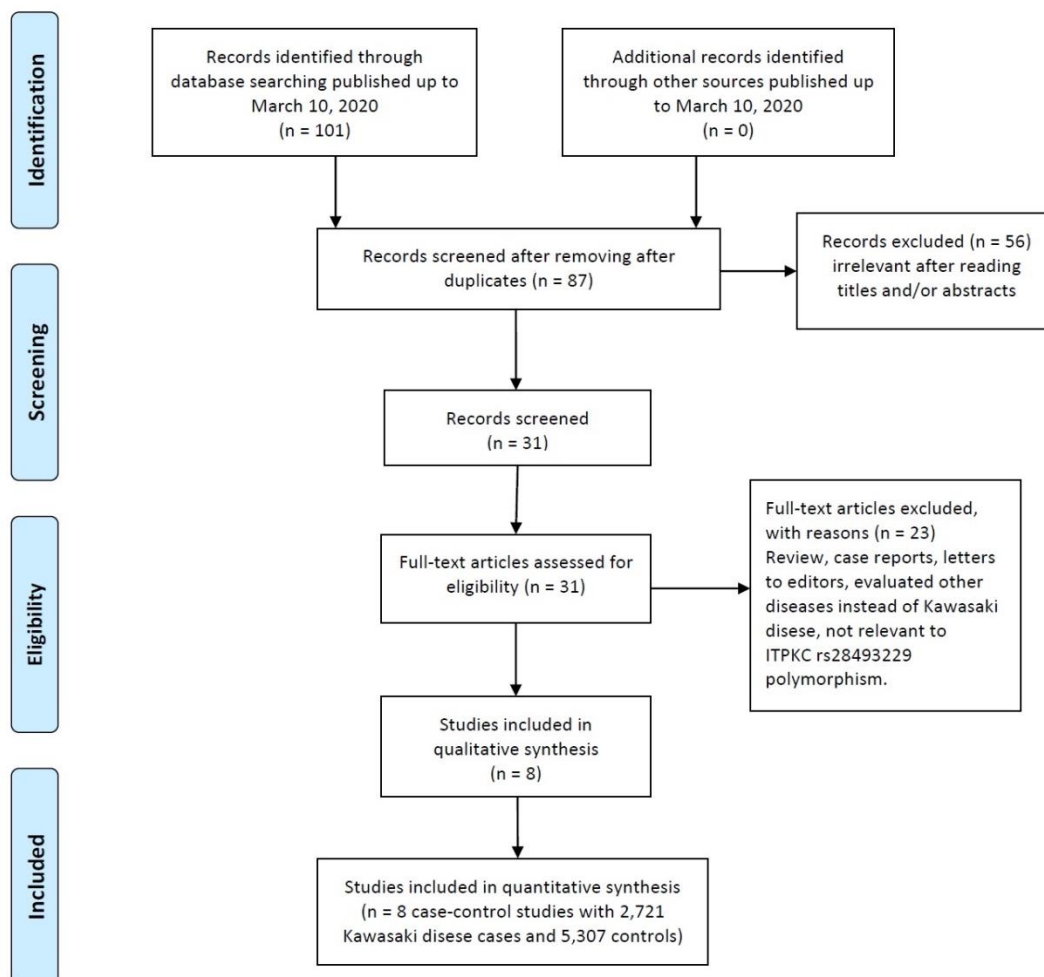 Identification
Records identified through
database searching published up to
March 10, 2020
(n = 101)
Additional records identified
through other sources published up
to March 10, 2020
(n = 0)
Records screened after removing after
duplicates (n = 87)
Records excluded (n = 56)
irrelevant after reading
titles and/or abstracts
Screening
Records screened
(n = 31)
Eligibility
Full-text articles assessed for
eligibility (n = 31)
Full-text articles excluded,
with reasons (n = 23)
Review, case reports, letters
to editors, evaluated other
diseases instead of Kawasaki
disese, not relevant to
ITPKC rs28493229
polymorphism.
Studies included in
qualitative synthesis
(n = 8)
Included
Studies included in quantitative synthesis
(n = 8 case-control studies with 2,721
Kawasaki disese cases and 5,307 controls)